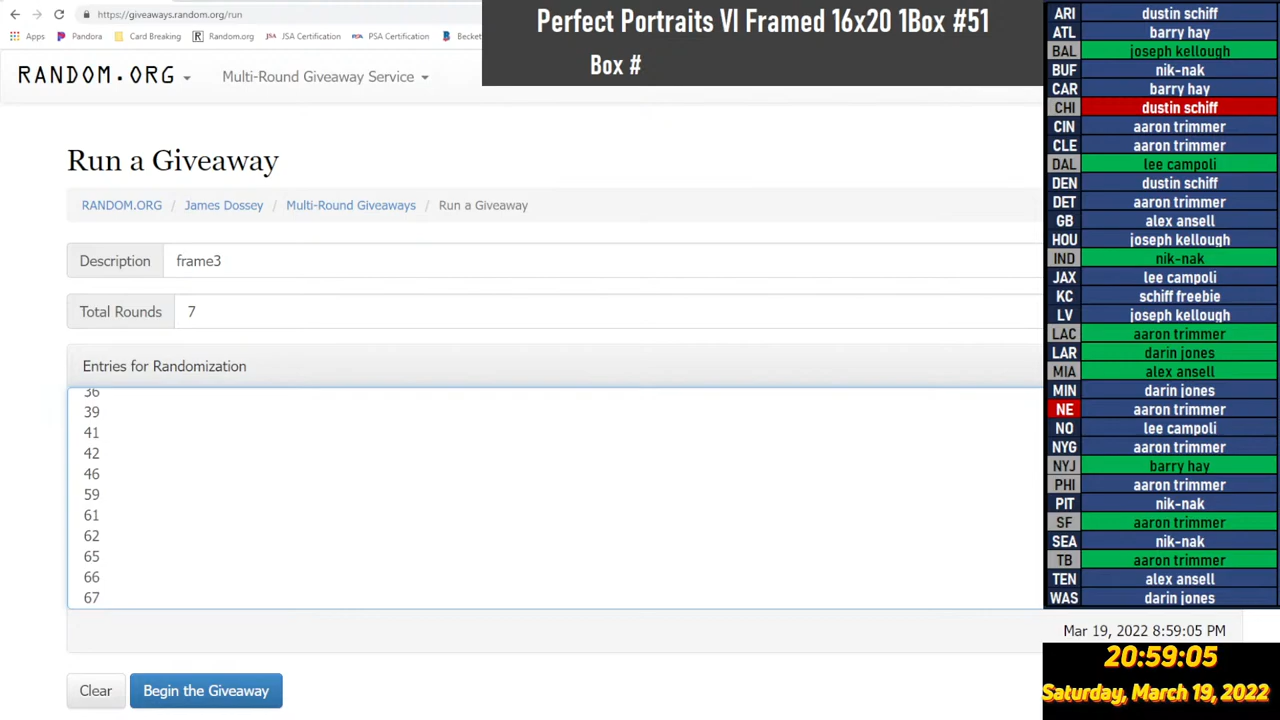 https://giveaways.random.org/run
Apps
Pandora
Card Breaking
Random.org
JSA Certification
PSA Certification
Becket
Perfect Portraits VI Framed 16x20 1Box #51
Box #
RANDOM.ORG
Multi-Round Giveaway Service
Run a Giveaway
RANDOM.ORG / James Dossey / Multi-Round Giveaways / Run a Giveaway
Description frame3
Total Rounds 7
Entries for Randomization
36
39
41
42
46
59
61
62
65
66
67
Clear
Begin the Giveaway
ARI dustin schiff
ATL barry hay
BAL joseph kellough
BUF nik-nak
CAR barry hay
CHI dustin schiff
CIN aaron trimmer
CLE aaron trimmer
DAL lee campoli
DEN dustin schiff
DET aaron trimmer
GB alex ansell
HOU joseph kellough
IND nik-nak
JAX lee campoli
KC schiff freebie
LV joseph kellough
LAC aaron trimmer
LAR darin jones
MIA alex ansell
MIN darin jones
NE aaron trimmer
NO lee campoli
NYG aaron trimmer
NYJ barry hay
PHI aaron trimmer
PIT nik-nak
SF aaron trimmer
SEA nik-nak
TB aaron trimmer
TEN alex ansell
WAS darin jones
Mar 19, 2022 8:59:05 PM
20:59:05
Saturday, March 19, 2022